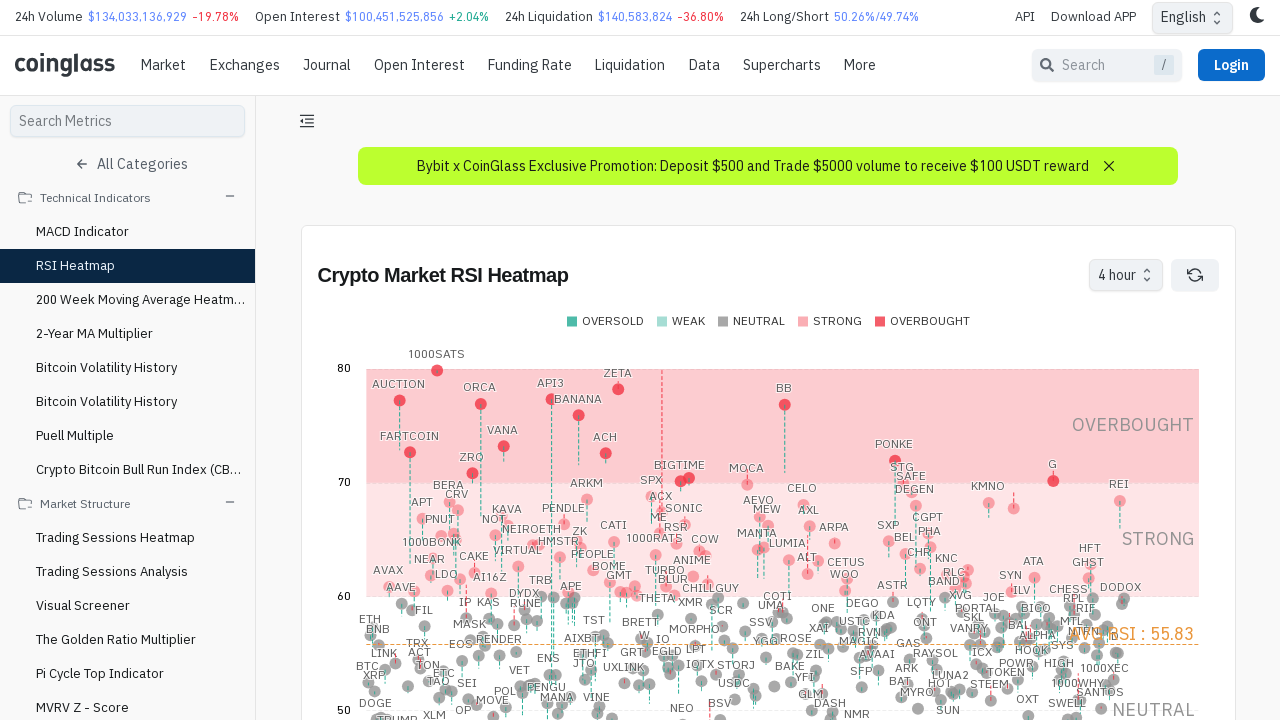 24h Volume $134,033,136,929 -19.78% Open Interest $100,451,525,856 +2.04% 24h Liquidation $140,583,824 -36.80% 24h Long/Short 50.26%/49.74% API Download APP English
coinglass Market Exchanges Journal Open Interest Funding Rate Liquidation Data Supercharts More Search / Login
Search Metrics
All Categories
Technical Indicators
MACD Indicator
RSI Heatmap
200 Week Moving Average Heatm...
2-Year MA Multiplier
Bitcoin Volatility History
Bitcoin Volatility History
Puell Multiple
Crypto Bitcoin Bull Run Index (CB...
Market Structure
Trading Sessions Heatmap
Trading Sessions Analysis
Visual Screener
The Golden Ratio Multiplier
Pi Cycle Top Indicator
MVRV Z - Score
Bybit x CoinGlass Exclusive Promotion: Deposit $500 and Trade $5000 volume to receive $100 USDT reward
Crypto Market RSI Heatmap
4 hour
OVERSOLD WEAK NEUTRAL STRONG OVERBOUGHT
1000SATS
80
ZETA
AUCTION ORCA API3 BB
BANANA
OVERBOUGHT
VANA
FARTCOIN ACH PONKE
ZRO BIGTIME MOCA STG G
70
SPX SAFE
BERA ARKM CELO DEGEN KMNO REI
CRV ACX
APT KAVA PENDLE SONIC AEVO MEW AXL
PNUT NOT ME CGPT
NEIROETH ZK CATI RSR MANTA ARPA SXP PHA
STRONG
1000BONK HMSTR 1000RATS COW LUMIA BEL
VIRTUAL PEOPLE CHR HFT
NEAR CAKE BOME ANIME ALT CETUS KNC ATA GHST
AVAX LDO AI16Z TRB GMT TURBO WOO RLC SYN
AAVE DYDX APE BLUR CHILLGUY ASTR BAND ILV CHESS DODOX
60
IP KAS RUNE THETA XMR COTI DEGO LQTY XVG JOE RPL
FIL SCR UMA ONE PORTAL BICO RIF
ETH MASK TST BRETT SSV USTC KDA ONT SKL BAL MTL
BNB RENDER AIXBT W MORPHO XAI RVN VANRY ALPHA
AVG RSI : 55.83
TRX EOS IO YGG ROSE MAGIC GAS SYS
LINK ACT ETHFI GRT EGLD LPT ZIL AVAAI RAYSOL ICX HOOK
BTC TON ENS JTO UXLINK IOTX STORJ BAKE SFP ARK POWR HIGH 1000XEC
XRP ETC VET YFI LUNA2 TOKEN
TAO SEI PENGU USDC BAT HOT STEEM 1000WHY
POL MANA VINE GLM MYRO SANTOS
DOGE MOVE BSV DASH OXT SWELL
50
OP NEO SUN NEUTRAL
TRUMP XLM NMR